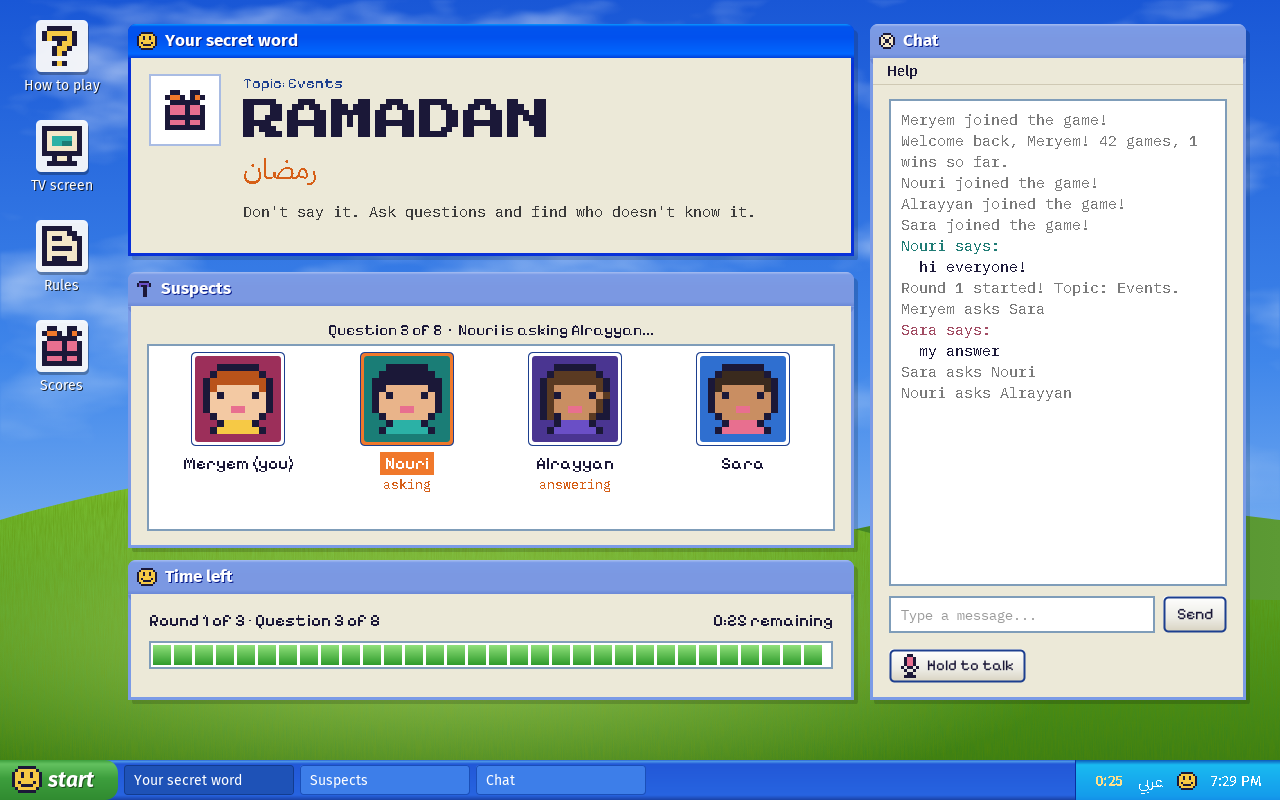 How to play
TV screen
Rules
Scores
Your secret word
Topic: Events
RAMADAN
رمضان
Don't say it. Ask questions and find who doesn't know it.
Suspects
Question 3 of 8 · Nouri is asking Alrayyan...
Meryem (you)
Nouri
asking
Alrayyan
answering
Sara
Time left
Round 1 of 3 · Question 3 of 8
0:29 remaining
Chat
Help
Meryem joined the game!
Welcome back, Meryem! 42 games, 1
wins so far.
Nouri joined the game!
Alrayyan joined the game!
Sara joined the game!
Nouri says:
hi everyone!
Round 1 started! Topic: Events.
Meryem asks Sara
Sara says:
my answer
Sara asks Nouri
Nouri asks Alrayyan
Type a message...
Send
Hold to talk
start
Your secret word
Suspects
Chat
0:25
عربي
7:29 PM